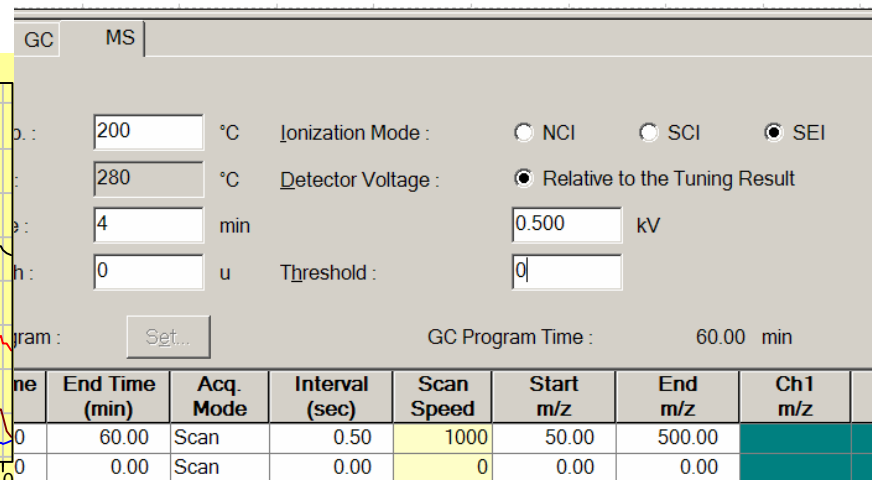 GC MS
p. : 200 °C Ionization Mode : NCI SCI SEI
: 280 °C Detector Voltage : Relative to the Tuning Result
e : 4 min 0.500 kV
h : 0 u Threshold : 0
gram : Set... GC Program Time : 60.00 min
me End Time Acq. Interval Scan Start End Ch1
(min) Mode (sec) Speed m/z m/z m/z
0 60.00 Scan 0.50 1000 50.00 500.00
0 0.00 Scan 0.00 0 0.00 0.00